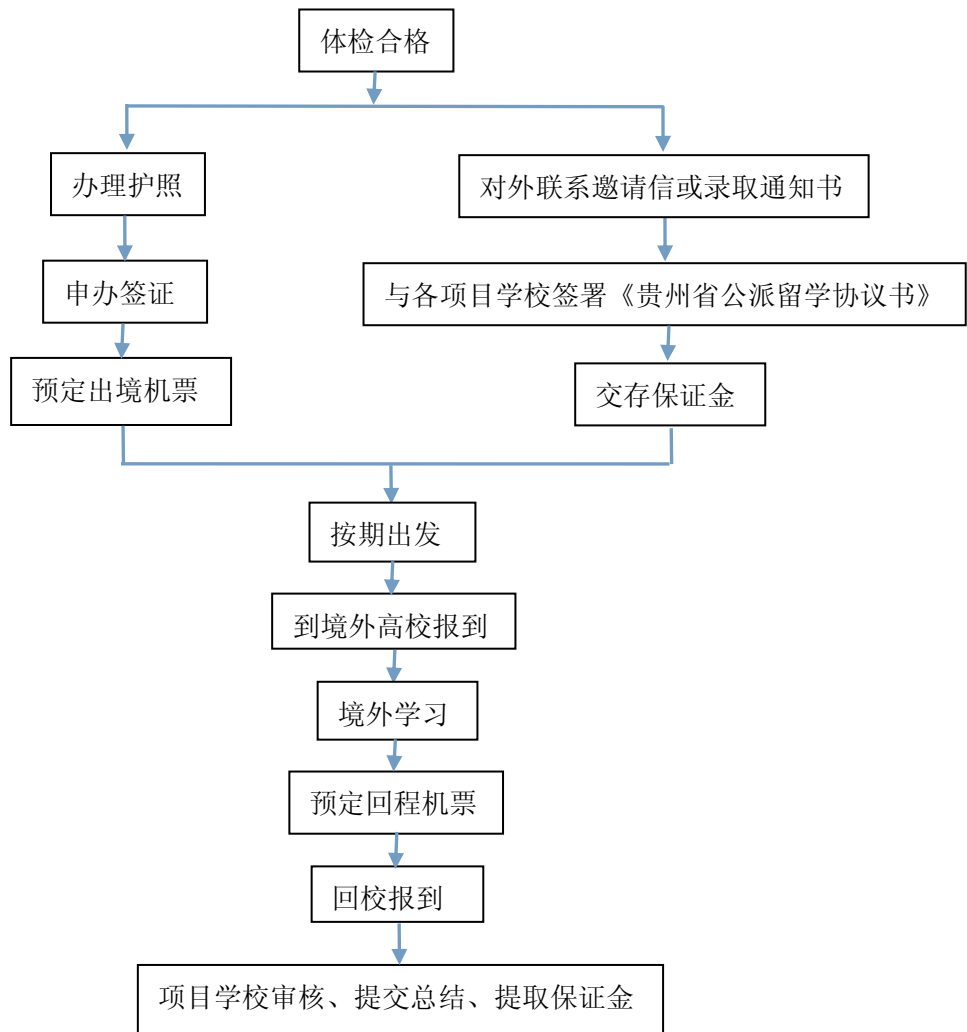 体检合格
办理护照
对外联系邀请信或录取通知书
申办签证
与各项目学校签署《贵州省公派留学协议书》
预定出境机票
交存保证金
按期出发
到境外高校报到
境外学习
预定回程机票
回校报到
项目学校审核、提交总结、提取保证金